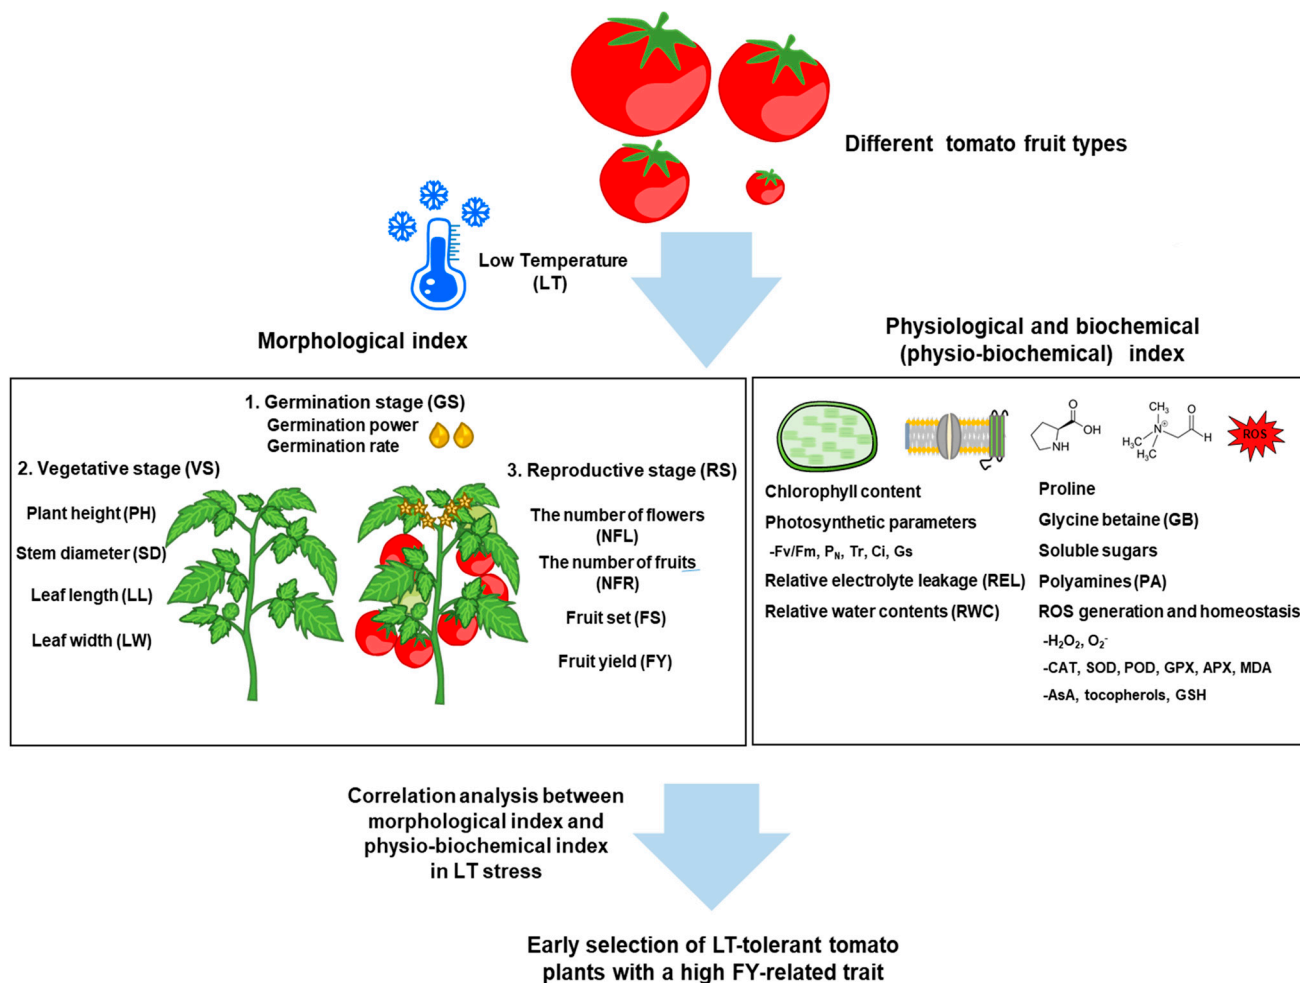 Different tomato fruit types
Low Temperature
(LT)
Morphological index
Physiological and biochemical
(physio-biochemical) index
1. Germination stage (GS)
Germination power
Germination rate
2. Vegetative stage (VS)
Plant height (PH)
Stem diameter (SD)
Leaf length (LL)
Leaf width (LW)
3. Reproductive stage (RS)
The number of flowers
(NFL)
The number of fruits
(NFR)
Fruit set (FS)
Fruit yield (FY)
O
OH
NH
CH₃
O
N⁺
H₃C
H
CH₃
ROS
Chlorophyll content
Photosynthetic parameters
-Fv/Fm, P_N, Tr, Ci, Gs
Relative electrolyte leakage (REL)
Relative water contents (RWC)
Proline
Glycine betaine (GB)
Soluble sugars
Polyamines (PA)
ROS generation and homeostasis
-H₂O₂, O₂⁻
-CAT, SOD, POD, GPX, APX, MDA
-AsA, tocopherols, GSH
Correlation analysis between
morphological index and
physio-biochemical index
in LT stress
Early selection of LT-tolerant tomato
plants with a high FY-related trait